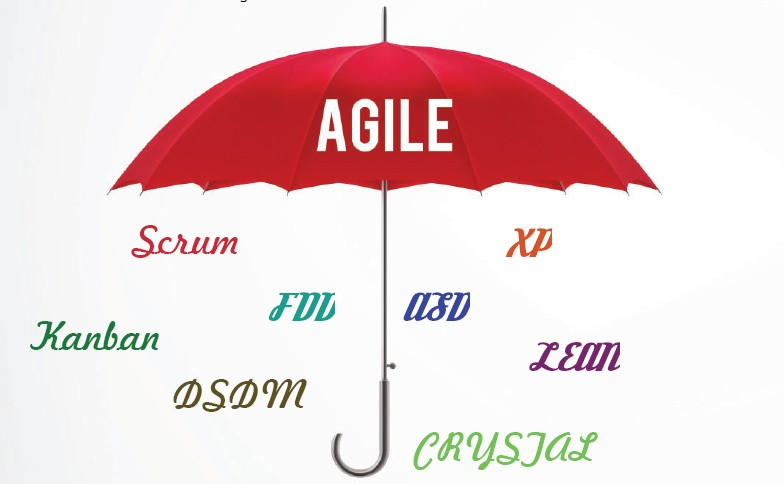 AGILE
Scrum
XP
FDD
ASD
Kanban
LEAN
DSDM
CRYSTAL